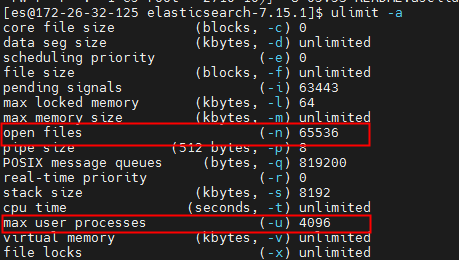 [es@172-26-32-125 elasticsearch-7.15.1]$ ulimit -a
core file size (blocks, -c) 0
data seg size (kbytes, -d) unlimited
scheduling priority (-e) 0
file size (blocks, -f) unlimited
pending signals (-i) 63443
max locked memory (kbytes, -l) 64
max memory size (kbytes, -m) unlimited
open files (-n) 65536
pipe size (512 bytes, -p) 8
POSIX message queues (bytes, -q) 819200
real-time priority (-r) 0
stack size (kbytes, -s) 8192
cpu time (seconds, -t) unlimited
max user processes (-u) 4096
virtual memory (kbytes, -v) unlimited
file locks (-x) unlimited